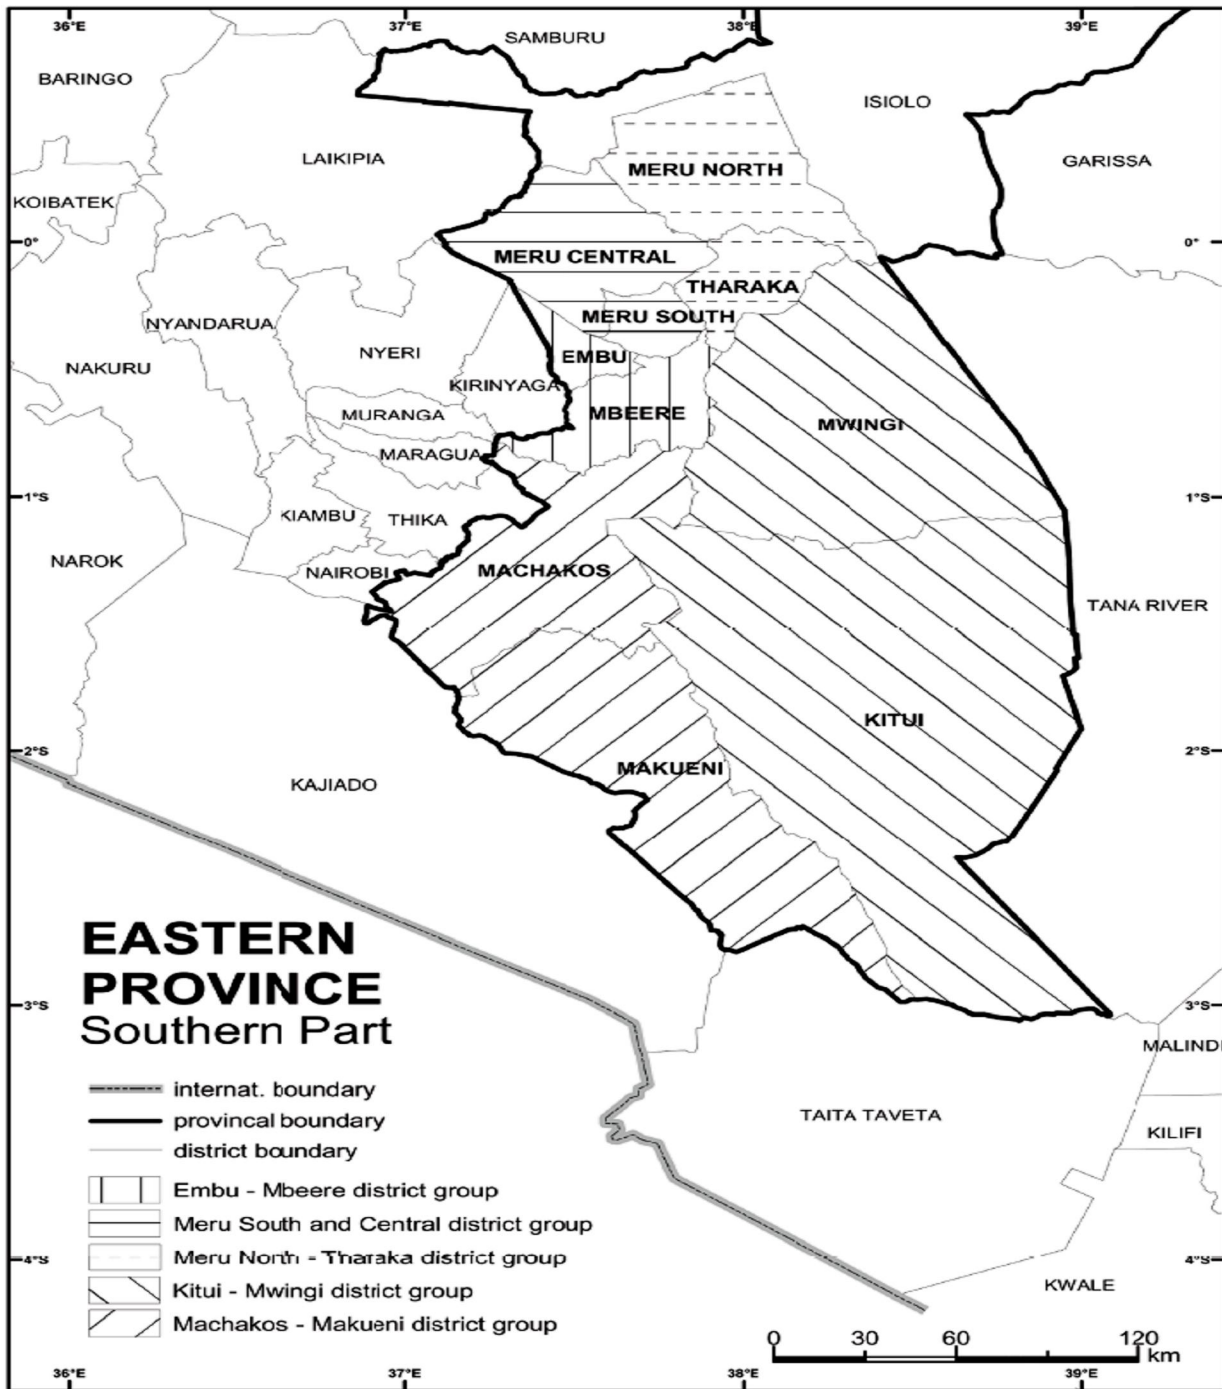 36°E 37°E 38°E 39°E
SAMBURU
BARINGO
ISIOLO
LAIKIPIA
GARISSA
MERU NORTH
KOIBATEK
0° 0°
MERU CENTRAL
THARAKA
MERU SOUTH
NYANDARUA
NYERI
EMBU
NAKURU
KIRINYAGA
MURANGA
MBEERE
MWINGI
MARAGUA
1°S 1°S
KIAMBU
THIKA
NAROK
NAIROBI
MACHAKOS
TANA RIVER
KITUI
2°S 2°S
MAKUENI
KAJIADO
EASTERN
PROVINCE
Southern Part
3°S 3°S
MALINDI
internat. boundary
provincal boundary
district boundary
TAITA TAVETA
KILIFI
Embu - Mbeere district group
Meru South and Central district group
Meru North - Tharaka district group
4°S 4°S
Kitui - Mwingi district group
KWALE
Machakos - Makueni district group
0 30 60 120
km
36°E 37°E 38°E 39°E